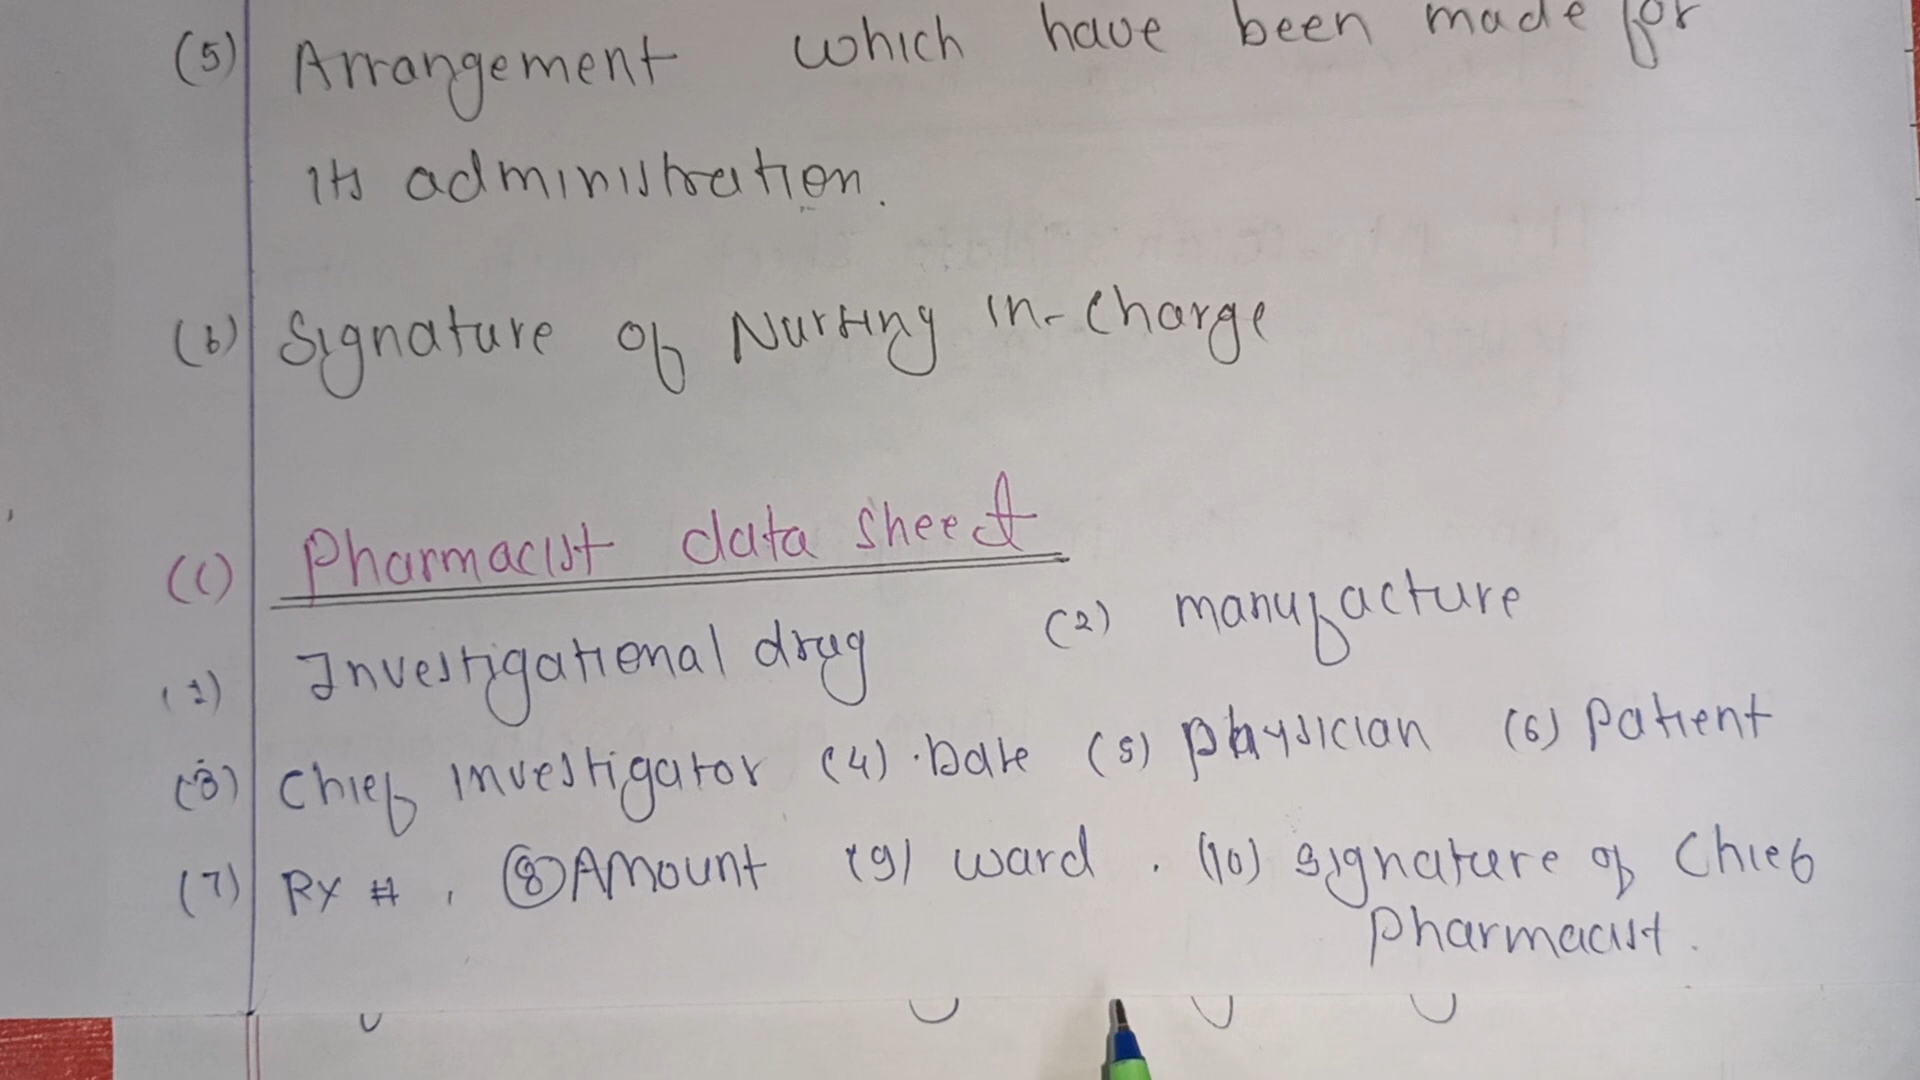 (5) Arrangement which have been made for
its administration.
(6) Signature of Nursing in-charge
(C) Pharmacist data sheet
(1) Investigational drug (2) manufacture
(3) Chief investigator (4) Date (5) physician (6) Patient
(7) RX #, (8) Amount (9) ward. (10) signature of Chief
pharmacist.